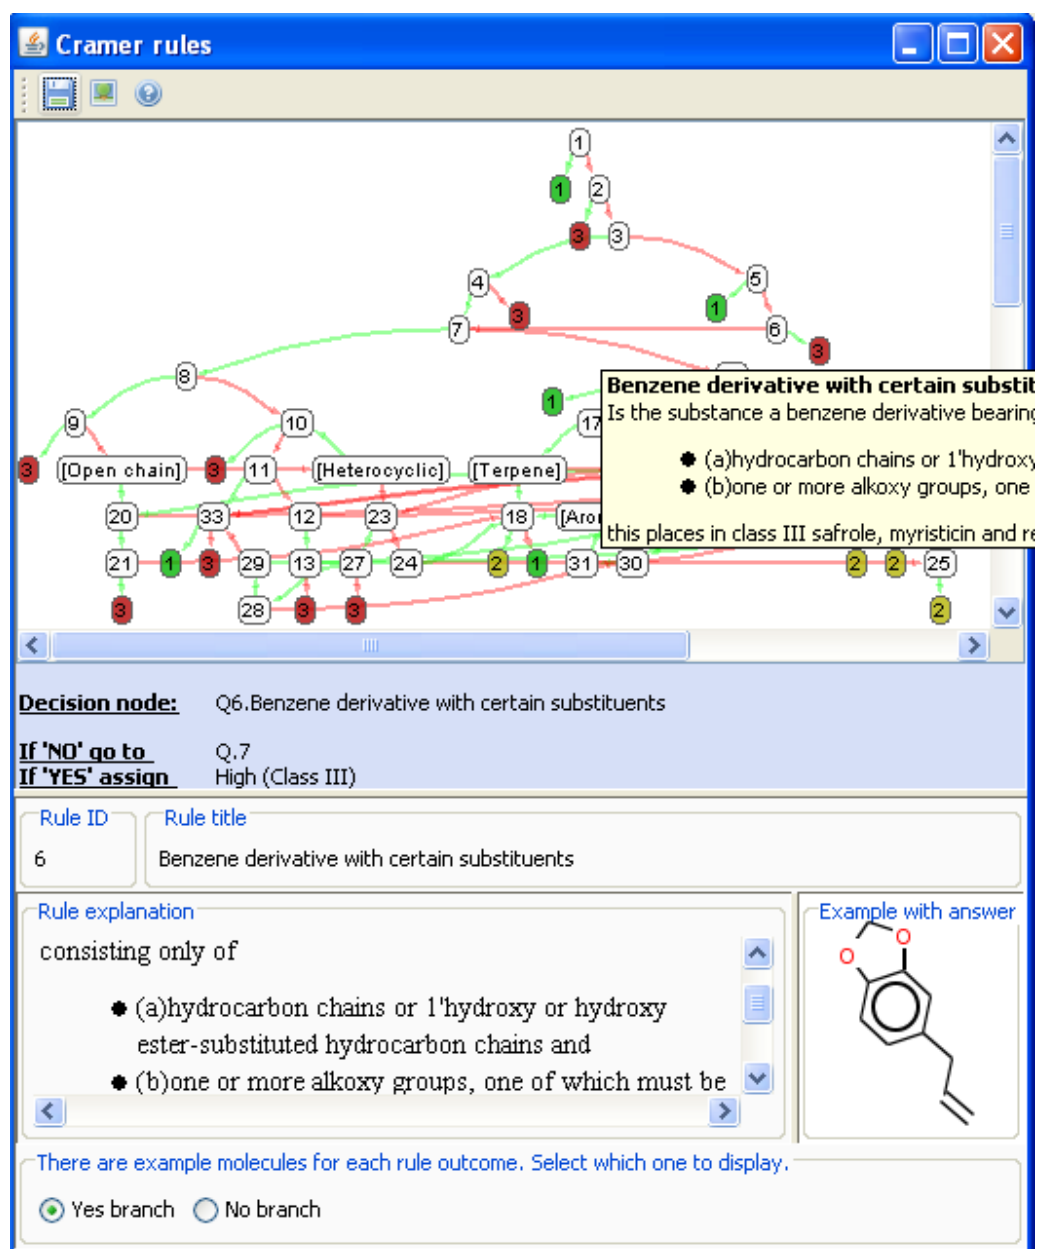 Cramer rules
1
1 2
3 3
4 5
3 1
7 6
3
8
1
Benzene derivative with certain substit
Is the substance a benzene derivative bearing
9 10 17
(a)hydrocarbon chains or 1'hydroxy
3 [Open chain] 3 11 [Heterocyclic] [Terpene]
(b)one or more alkoxy groups, one
20 33 12 23 18 [Aro
this places in class III safrole, myristicin and re
21 1 3 29 13 27 24 2 1 31 30 2 2 25
3 28 3 3 2
Decision node: Q6.Benzene derivative with certain substituents
If 'NO' go to Q.7
If 'YES' assign High (Class III)
Rule ID Rule title
6 Benzene derivative with certain substituents
Rule explanation Example with answer
consisting only of
(a)hydrocarbon chains or 1'hydroxy or hydroxy
ester-substituted hydrocarbon chains and
(b)one or more alkoxy groups, one of which must be
O
O
There are example molecules for each rule outcome. Select which one to display.
Yes branch No branch